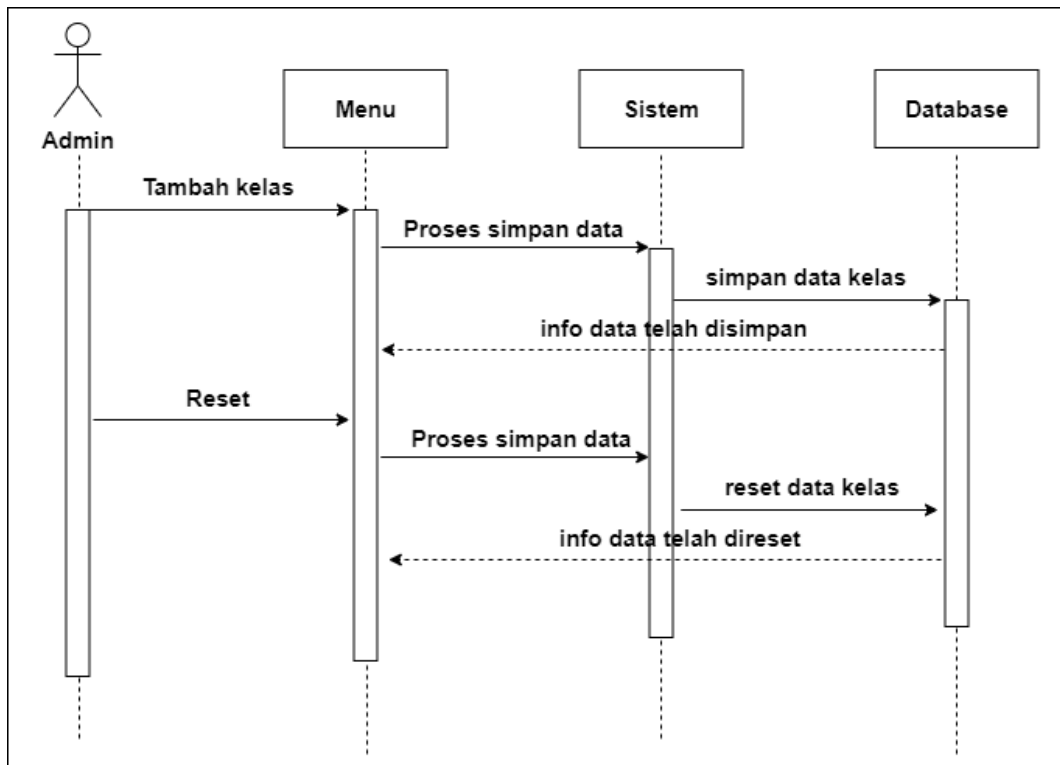 Admin
Menu
Sistem
Database
Tambah kelas
Proses simpan data
simpan data kelas
info data telah disimpan
Reset
Proses simpan data
reset data kelas
info data telah direset